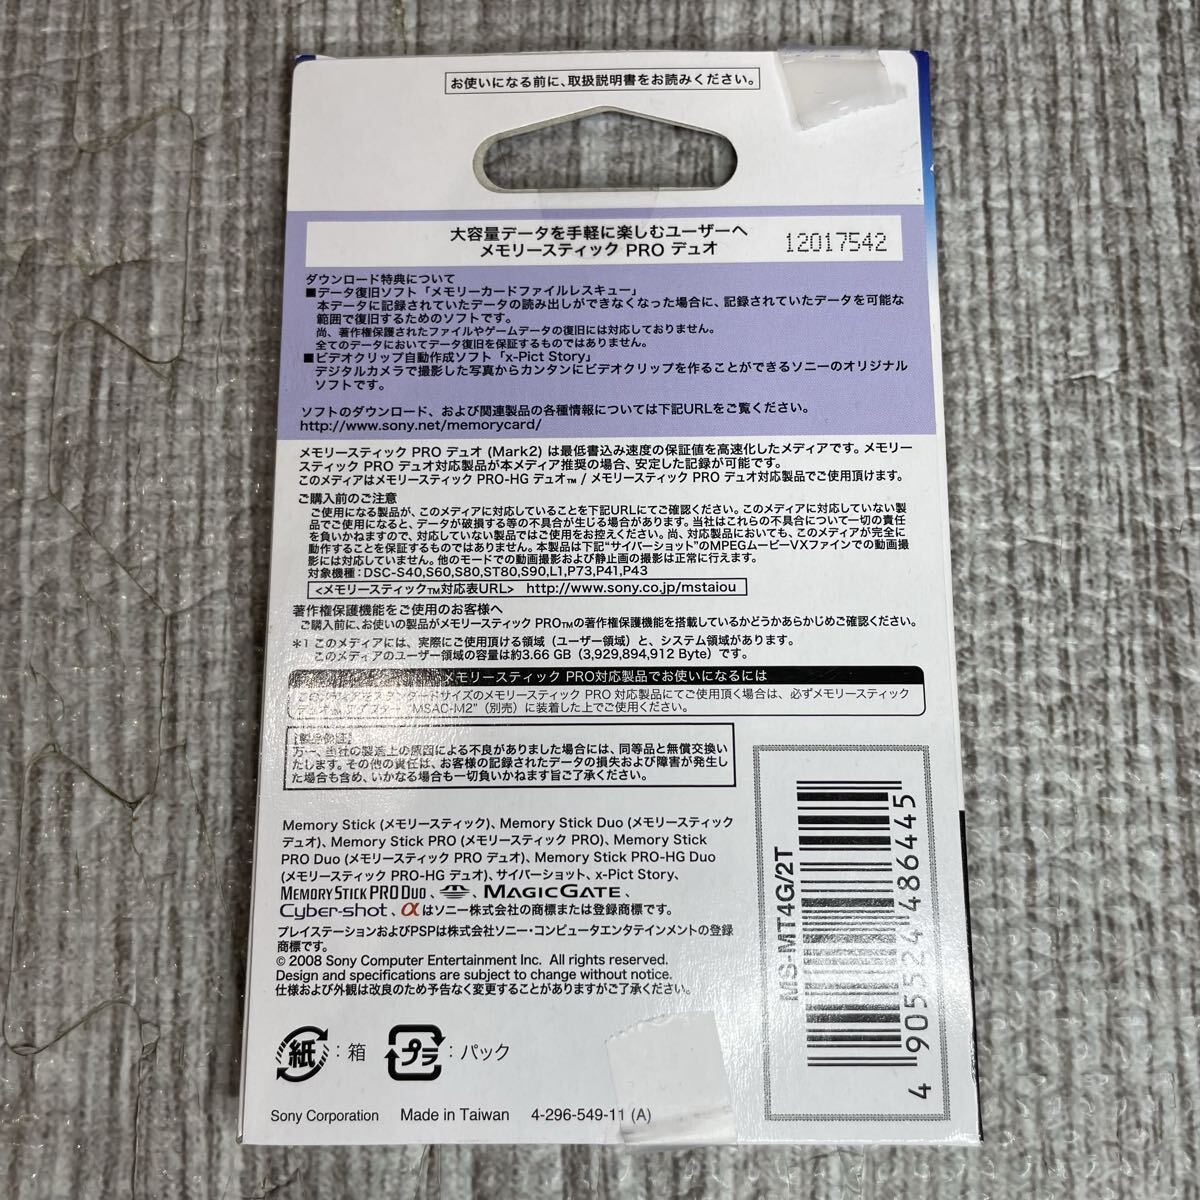 お使いになる前に、取扱説明書をお読みください。
大容量データを手軽に楽しむユーザーへ
メモリースティック PRO デュオ
12017542
ダウンロード特典について
■データ復旧ソフト「メモリーカードファイルレスキュー」
本データに記録されていたデータの読み出しができなくなった場合に、記録されていたデータを可能な
範囲で復旧するためのソフトです。
尚、著作権保護されたファイルやゲームデータの復旧には対応しておりません。
全てのデータにおいてデータ復旧を保証するものではありません。
■ビデオクリップ自動作成ソフト「x-Pict Story」
デジタルカメラで撮影した写真からカンタンにビデオクリップを作ることができるソニーのオリジナル
ソフトです。
ソフトのダウンロード、および関連製品の各種情報については下記URLをご覧ください。
http://www.sony.net/memorycard/
メモリースティック PRO デュオ (Mark2) は最低書込み速度の保証値を高速化したメディアです。メモリー
スティック PRO デュオ対応製品が本メディア推奨の場合、安定した記録が可能です。
このメディアはメモリースティック PRO-HG デュオ™ / メモリースティック PRO デュオ対応製品でご使用頂けます。
ご購入前のご注意
ご使用になる製品が、このメディアに対応していることを下記URLにてご確認ください。このメディアに対応していない製
品でご使用になると、データが破損する等の不具合が生じる場合があります。当社はこれらの不具合について一切の責任
を負いかねますので、対応していない製品ではご使用をお控えください。尚、対応製品においても、このメディアが完全に
動作することを保証するものではありません。本製品は下記“サイバーショット”のMPEGムービーVXファインでの動画撮
影には対応していません。他のモードでの動画撮影および静止画の撮影は正常に行えます。
対象機種：DSC-S40,S60,S80,ST80,S90,L1,P73,P41,P43
<メモリースティック™対応表URL> http://www.sony.co.jp/mstaiou
著作権保護機能をご使用のお客様へ
ご購入前に、お使いの製品がメモリースティック PRO™の著作権保護機能を搭載しているかどうかあらかじめご確認ください。
＊1 このメディアには、実際にご使用頂ける領域（ユーザー領域）と、システム領域があります。
このメディアのユーザー領域の容量は約3.66 GB (3,929,894,912 Byte) です。
メモリースティック PRO対応製品でお使いになるには
このメディアをスタンダードサイズのメモリースティック PRO 対応製品にてご使用頂く場合は、必ずメモリースティック
デュオ アダプター “MSAC-M2”（別売）に装着した上でご使用ください。
[製品保証]
万一、当社の製造上の原因による不良がありました場合には、同等品と無償交換い
たします。その他の責任は、お客様の記録されたデータの損失および障害が発生し
た場合も含め、いかなる場合も一切負いかねます旨ご了承ください。
Memory Stick (メモリースティック)、Memory Stick Duo (メモリースティック
デュオ)、Memory Stick PRO (メモリースティック PRO)、Memory Stick
PRO Duo (メモリースティック PRO デュオ)、Memory Stick PRO-HG Duo
(メモリースティック PRO-HG デュオ)、サイバーショット、x-Pict Story、
MEMORY STICK PRO DUO、 、MAGICGATE、
Cyber-shot、αはソニー株式会社の商標または登録商標です。
プレイステーションおよびPSPは株式会社ソニー・コンピュータエンタテインメントの登録
商標です。
© 2008 Sony Computer Entertainment Inc. All rights reserved.
Design and specifications are subject to change without notice.
仕様および外観は改良のため予告なく変更することがありますがご了承ください。
紙：箱 プラ：パック
Sony Corporation Made in Taiwan 4-296-549-11 (A)
MS-MT4G/2T
4 905524 486445